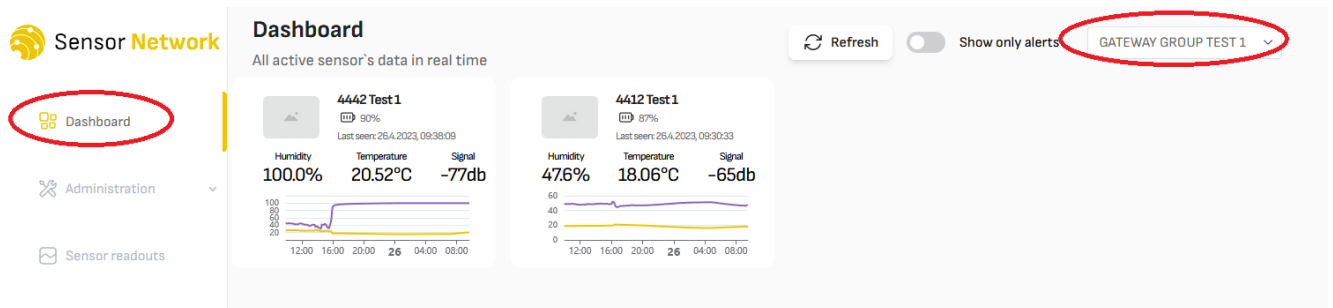 Sensor Network
Dashboard
Administration
Sensor readouts
Dashboard
All active sensor`s data in real time
Refresh
Show only alerts
GATEWAY GROUP TEST 1
4442 Test 1
90%
Last seen: 26.4.2023, 09:38:09
Humidity Temperature Signal
100.0% 20.52°C -77db
100
80
60
40
20
12:00 16:00 20:00 26 04:00 08:00
4412 Test 1
87%
Last seen: 26.4.2023, 09:30:33
Humidity Temperature Signal
47.6% 18.06°C -65db
60
40
20
0
12:00 16:00 20:00 26 04:00 08:00